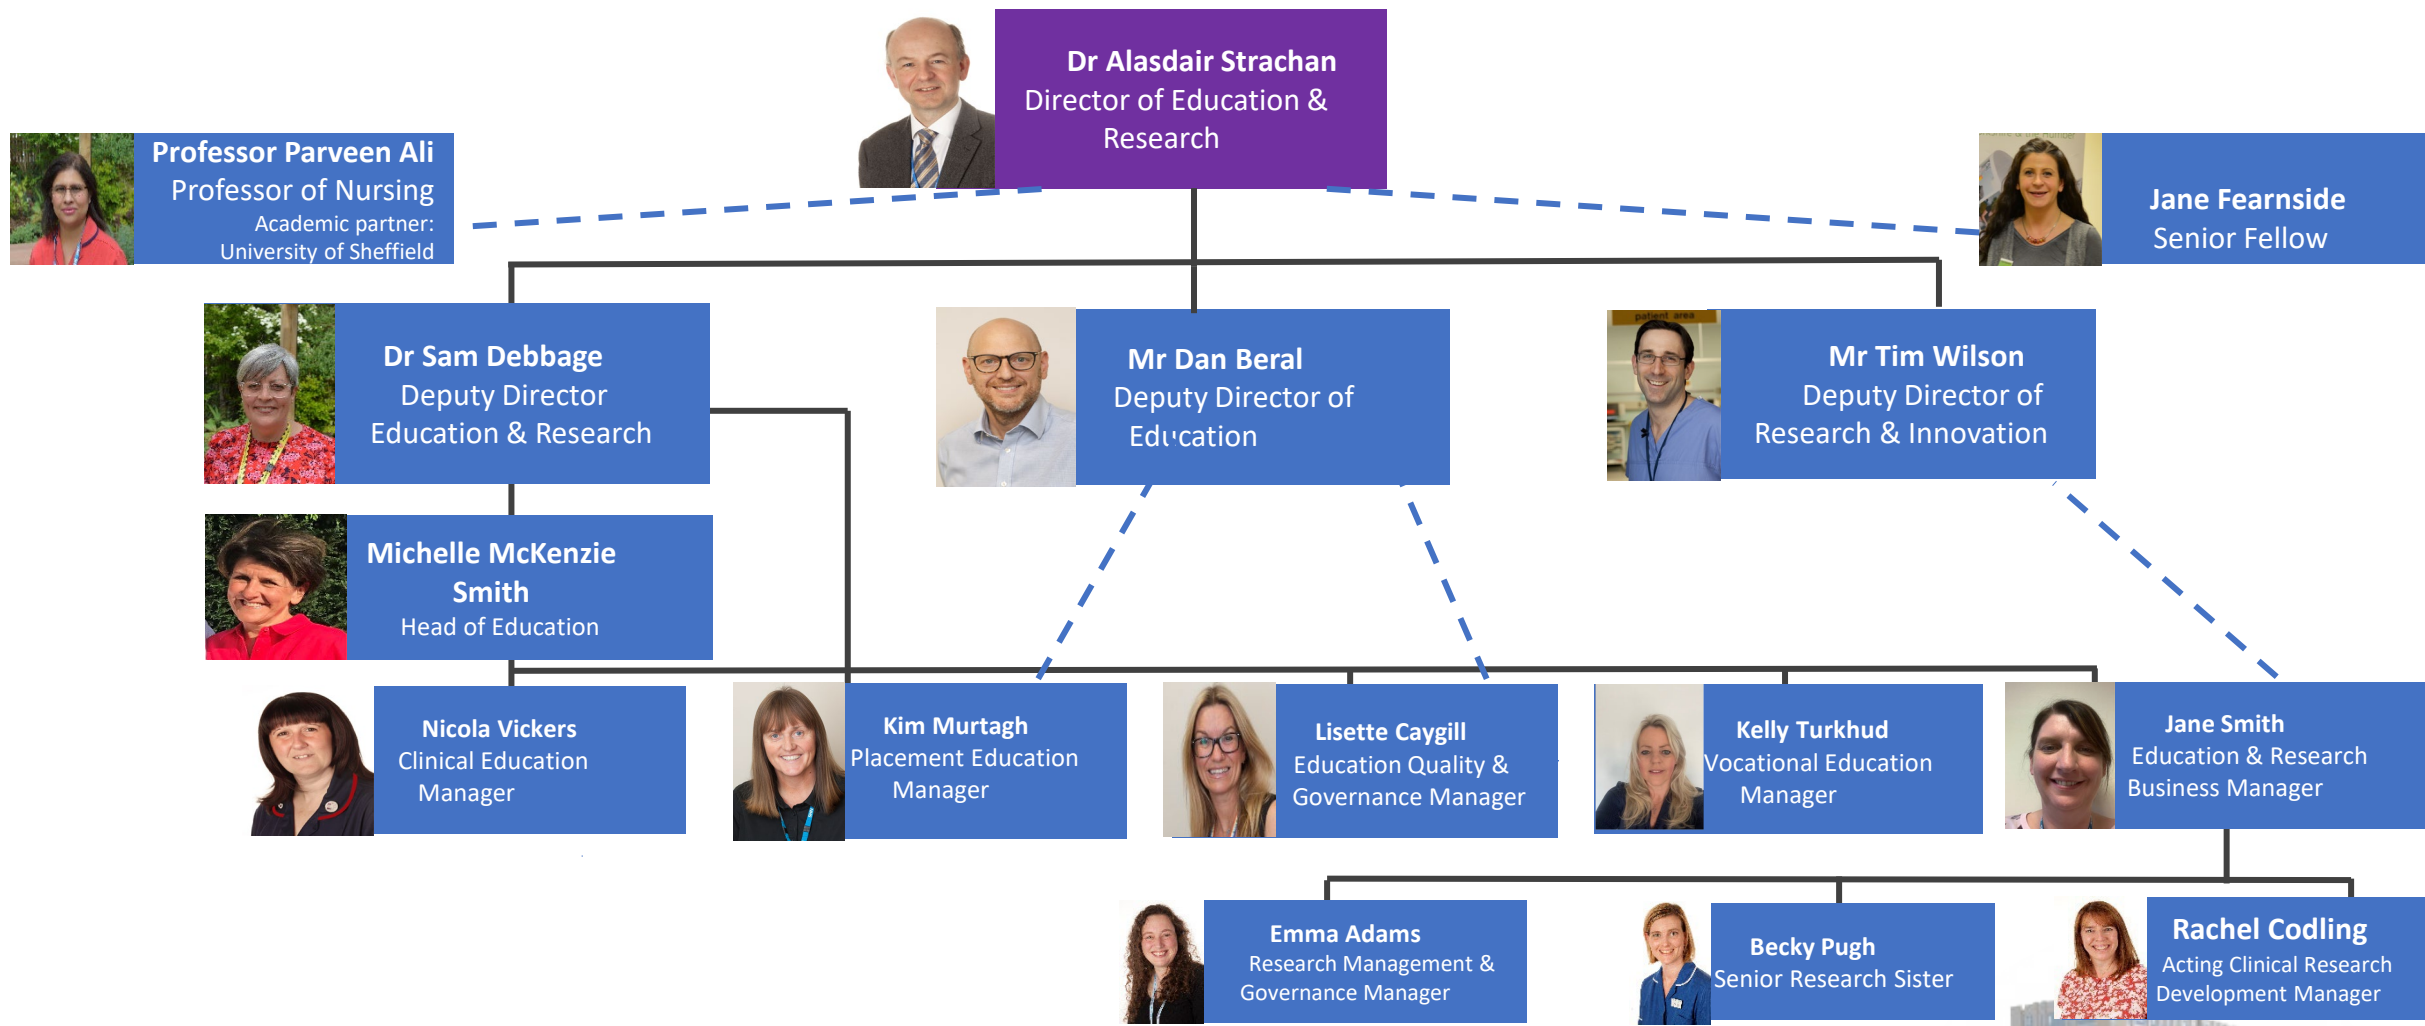 Dr Alasdair Strachan
Director of Education &
Research
Professor Parveen Ali
Professor of Nursing
Academic partner:
University of Sheffield
Jane Fearnside
Senior Fellow
Dr Sam Debbage
Deputy Director
Education & Research
Mr Dan Beral
Deputy Director of
Education
patient area
Mr Tim Wilson
Deputy Director of
Research & Innovation
Michelle McKenzie
Smith
Head of Education
Nicola Vickers
Clinical Education
Manager
Kim Murtagh
Placement Education
Manager
Lisette Caygill
Education Quality &
Governance Manager
Kelly Turkhud
Vocational Education
Manager
Jane Smith
Education & Research
Business Manager
Emma Adams
Research Management &
Governance Manager
Becky Pugh
Senior Research Sister
Rachel Codling
Acting Clinical Research
Development Manager